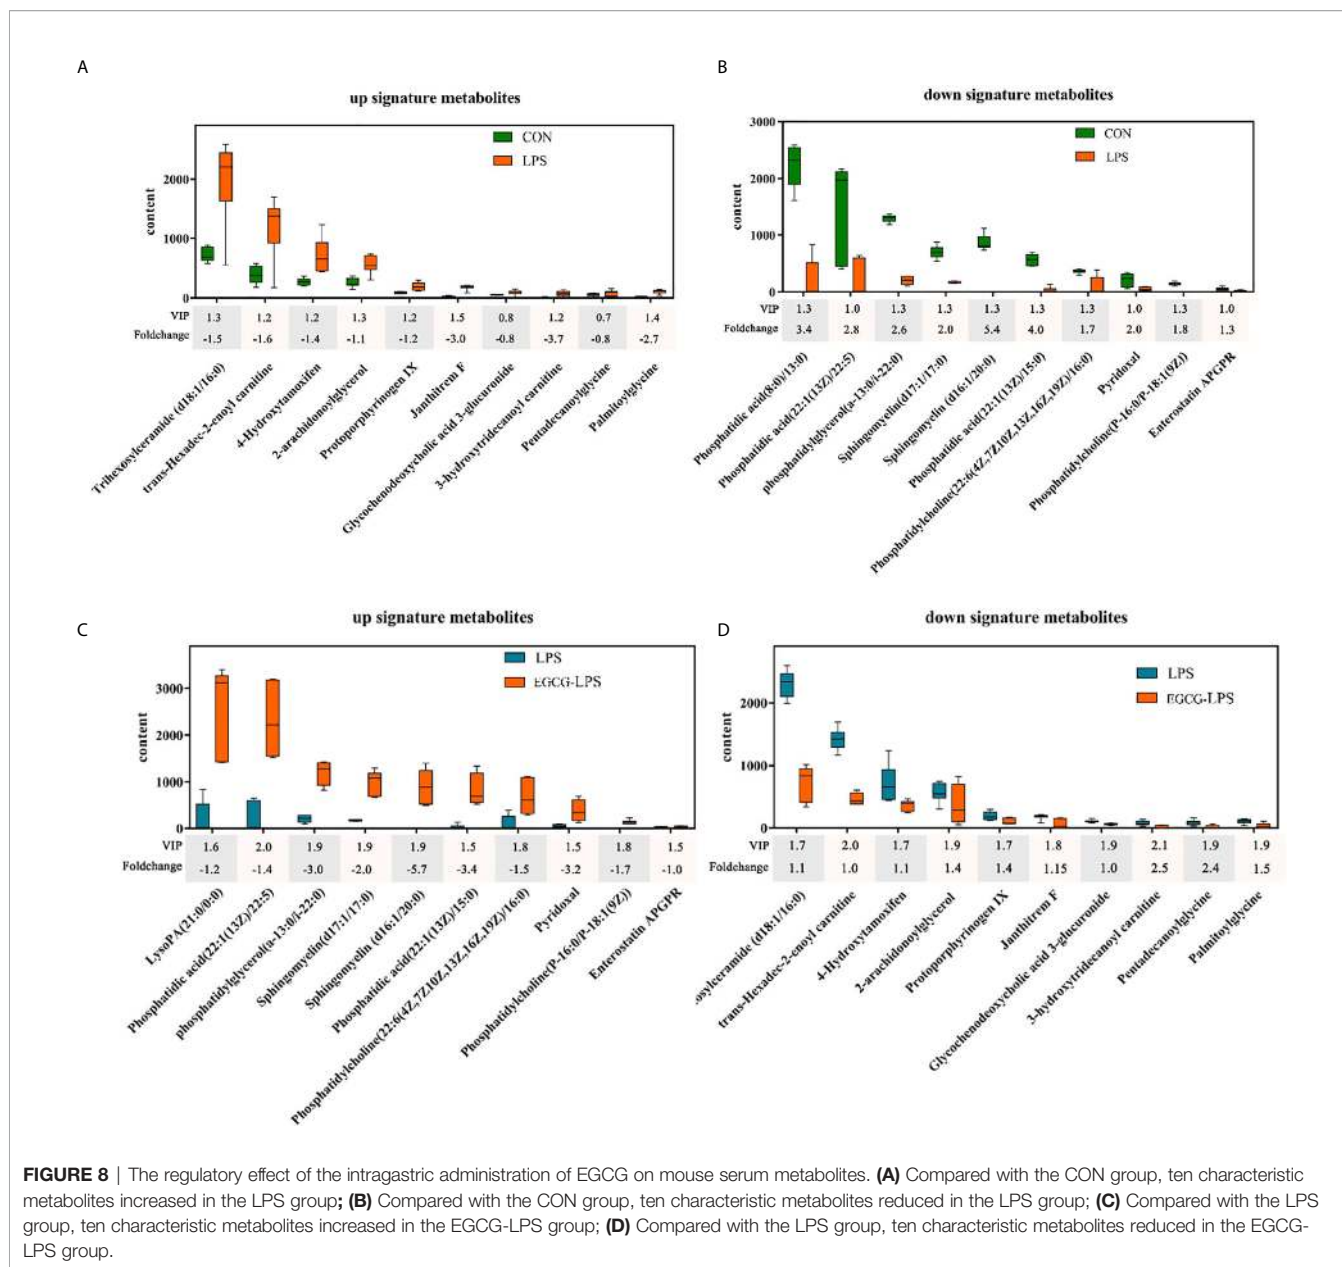 A
up signature metabolites
CON
LPS
content
2000
1000
0
VIP 1.3 1.2 1.2 1.3 1.2 1.5 0.8 1.2 0.7 1.4
Foldchange -1.5 -1.6 -1.4 -1.1 -1.2 -3.0 -0.8 -3.7 -0.8 -2.7
Trihexosylceramide (d18:1/16:0)
trans-Hexadec-2-enoyl carnitine
4-Hydroxytamoxifen
2-arachidonoylglycerol
Protoporphyrinogen IX
Janthitrem F
Glycochenodeoxycholic acid 3-glucuronide
3-hydroxytridecanoyl carnitine
Pentadecanoylglycine
Palmitoylglycine
B
down signature metabolites
CON
LPS
content
3000
2000
1000
0
VIP 1.3 1.0 1.3 1.3 1.3 1.3 1.3 1.0 1.3 1.0
Foldchange 3.4 2.8 2.6 2.0 5.4 4.0 1.7 2.0 1.8 1.3
Phosphatidic acid(8:0)/13:0)
Phosphatidic acid(22:1(13Z)/22:5)
phosphatidylglycerol(a-13:0/i-22:0)
Sphingomyelin(d17:1/17:0)
Sphingomyelin (d16:1/20:0)
Phosphatidic acid(22:1(13Z)/15:0)
Phosphatidylcholine(22:6(4Z,7Z10Z,13Z,16Z,19Z)/16:0)
Pyridoxal
Phosphatidylcholine(P-16:0/P-18:1(9Z))
Enterostatin APGPR
C
up signature metabolites
LPS
EGCG-LPS
content
3000
2000
1000
0
VIP 1.6 2.0 1.9 1.9 1.9 1.5 1.8 1.5 1.8 1.5
Foldchange -1.2 -1.4 -3.0 -2.0 -5.7 -3.4 -1.5 -3.2 -1.7 -1.0
LysoPA(21:0/0:0)
Phosphatidic acid(22:1(13Z)/22:5)
phosphatidylglycerol(a-13:0/i-22:0)
Sphingomyelin(d17:1/17:0)
Sphingomyelin (d16:1/20:0)
Phosphatidic acid(22:1(13Z)/15:0)
Phosphatidylcholine(22:6(4Z,7Z10Z,13Z,16Z,19Z)/16:0)
Pyridoxal
Phosphatidylcholine(P-16:0/P-18:1(9Z))
Enterostatin APGPR
D
down signature metabolites
LPS
EGCG-LPS
content
2000
1000
0
VIP 1.7 2.0 1.7 1.9 1.7 1.8 1.9 2.1 1.9 1.9
Foldchange 1.1 1.0 1.1 1.4 1.4 1.15 1.0 2.5 2.4 1.5
osylceramide (d18:1/16:0)
trans-Hexadec-2-enoyl carnitine
4-Hydroxytamoxifen
2-arachidonoylglycerol
Protoporphyrinogen IX
Janthitrem F
Glycochenodeoxycholic acid 3-glucuronide
3-hydroxytridecanoyl carnitine
Pentadecanoylglycine
Palmitoylglycine
FIGURE 8 | The regulatory effect of the intragastric administration of EGCG on mouse serum metabolites. (A) Compared with the CON group, ten characteristic
metabolites increased in the LPS group; (B) Compared with the CON group, ten characteristic metabolites reduced in the LPS group; (C) Compared with the LPS
group, ten characteristic metabolites increased in the EGCG-LPS group; (D) Compared with the LPS group, ten characteristic metabolites reduced in the EGCG-
LPS group.